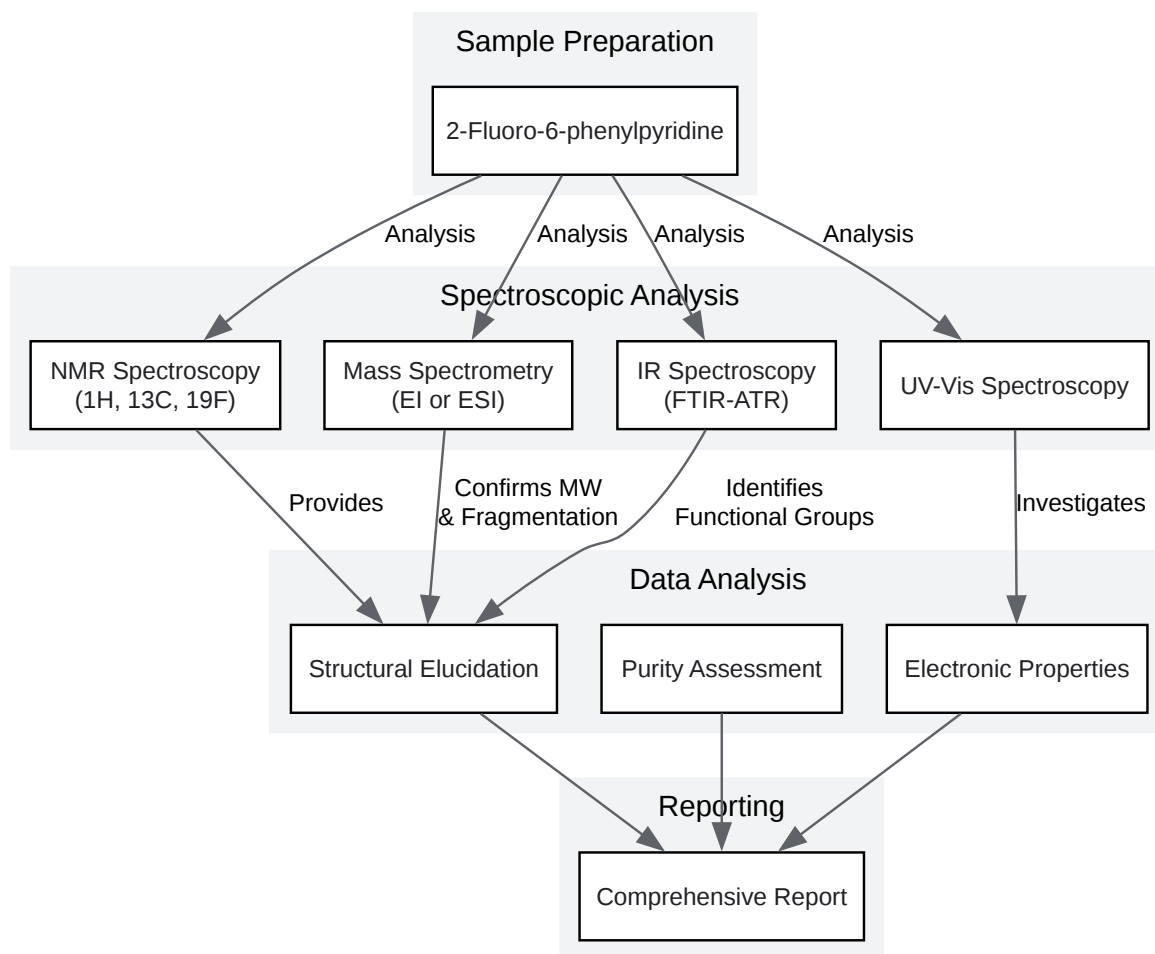 Sample Preparation
2-Fluoro-6-phenylpyridine
Analysis
Analysis
Analysis
Analysis
Spectroscopic Analysis
NMR Spectroscopy
(1H, 13C, 19F)
Mass Spectrometry
(EI or ESI)
IR Spectroscopy
(FTIR-ATR)
UV-Vis Spectroscopy
Provides
Confirms MW
& Fragmentation
Identifies
Functional Groups
Investigates
Data Analysis
Structural Elucidation
Purity Assessment
Electronic Properties
Reporting
Comprehensive Report